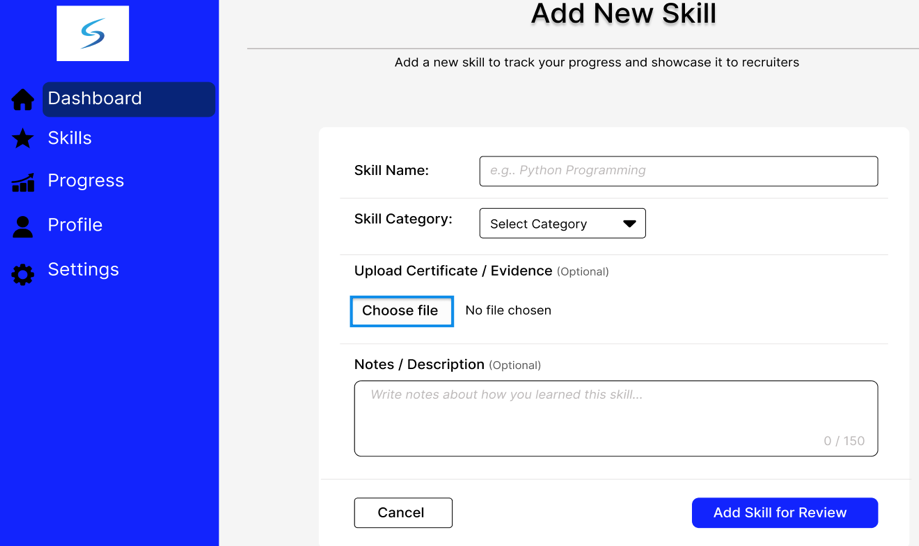 Add New Skill
Add a new skill to track your progress and showcase it to recruiters
Dashboard
Skills
Progress
Profile
Settings
Skill Name:
e.g.. Python Programming
Skill Category:
Select Category
Upload Certificate / Evidence (Optional)
Choose file No file chosen
Notes / Description (Optional)
Write notes about how you learned this skill...
0 / 150
Cancel
Add Skill for Review